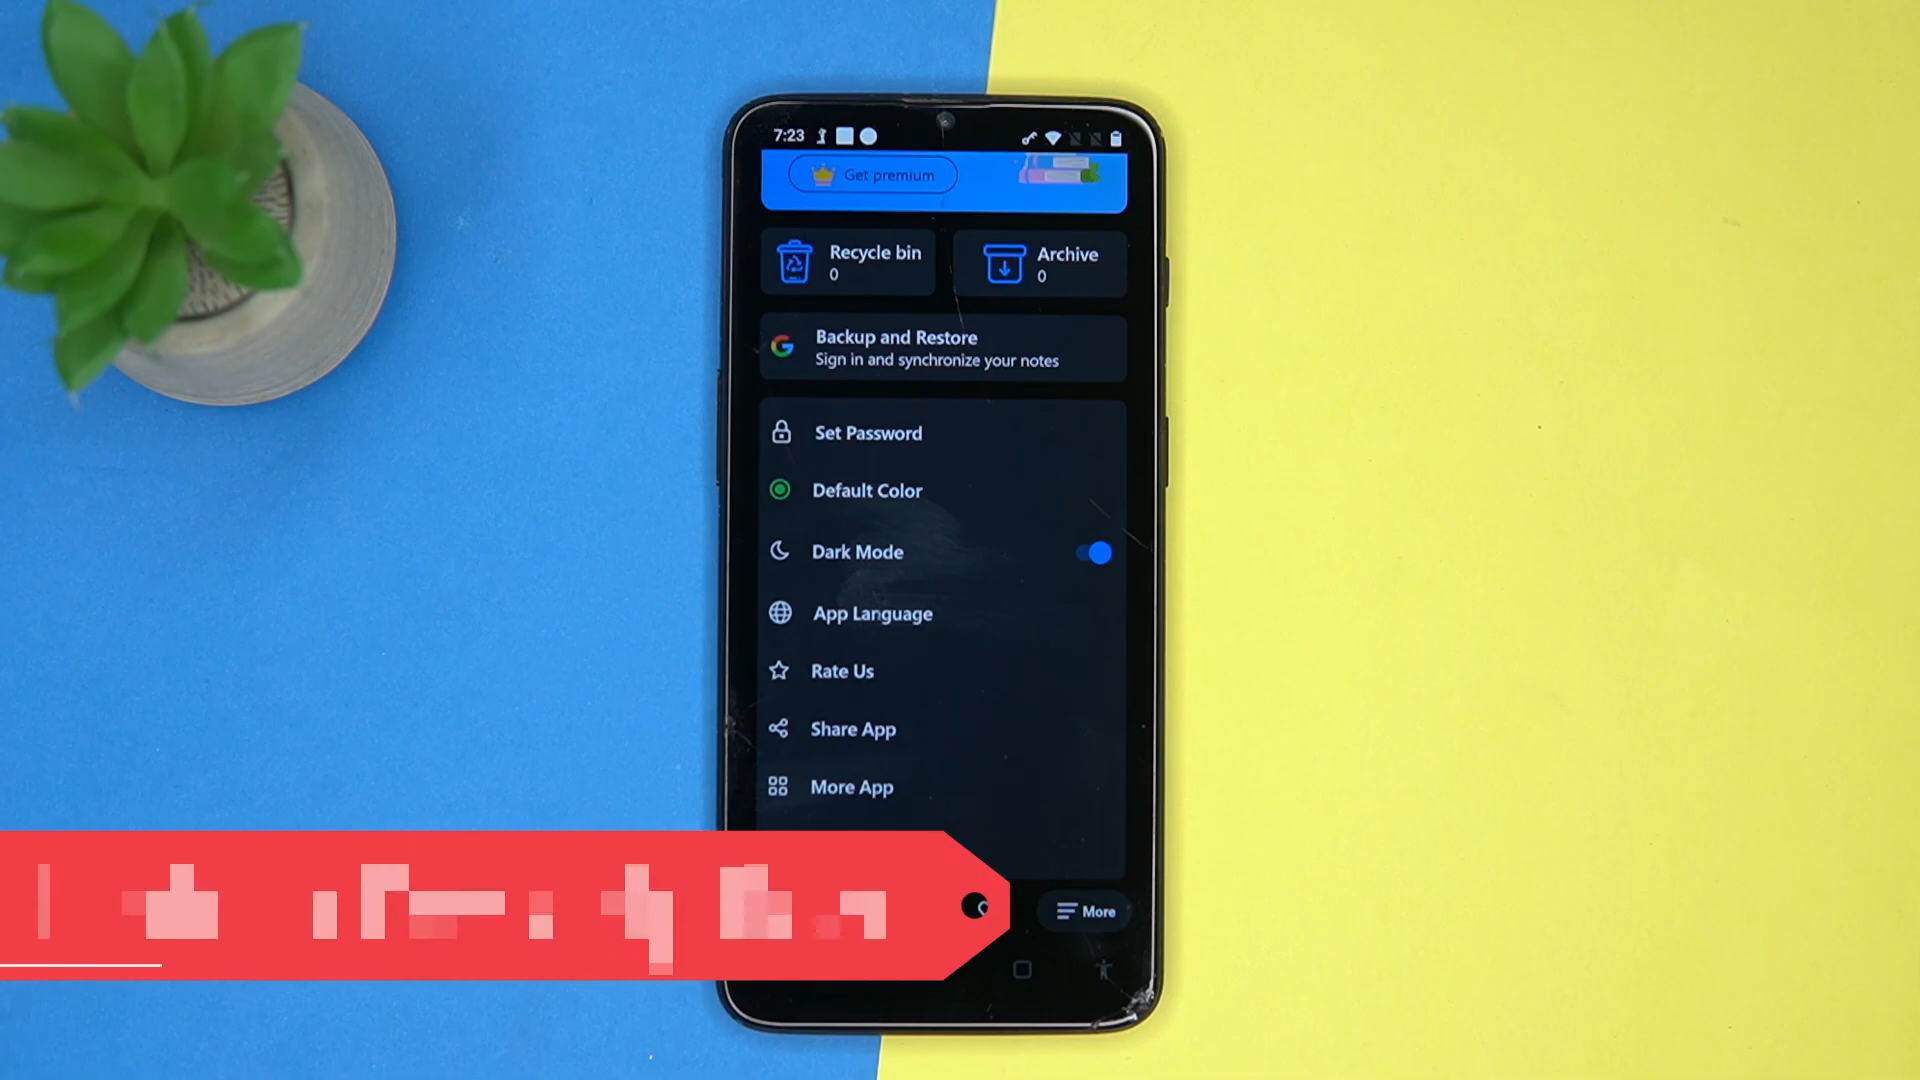 7:23
Get premium
Recycle bin
0
Archive
0
Backup and Restore
Sign in and synchronize your notes
Set Password
Default Color
Dark Mode
App Language
Rate Us
Share App
More App
More